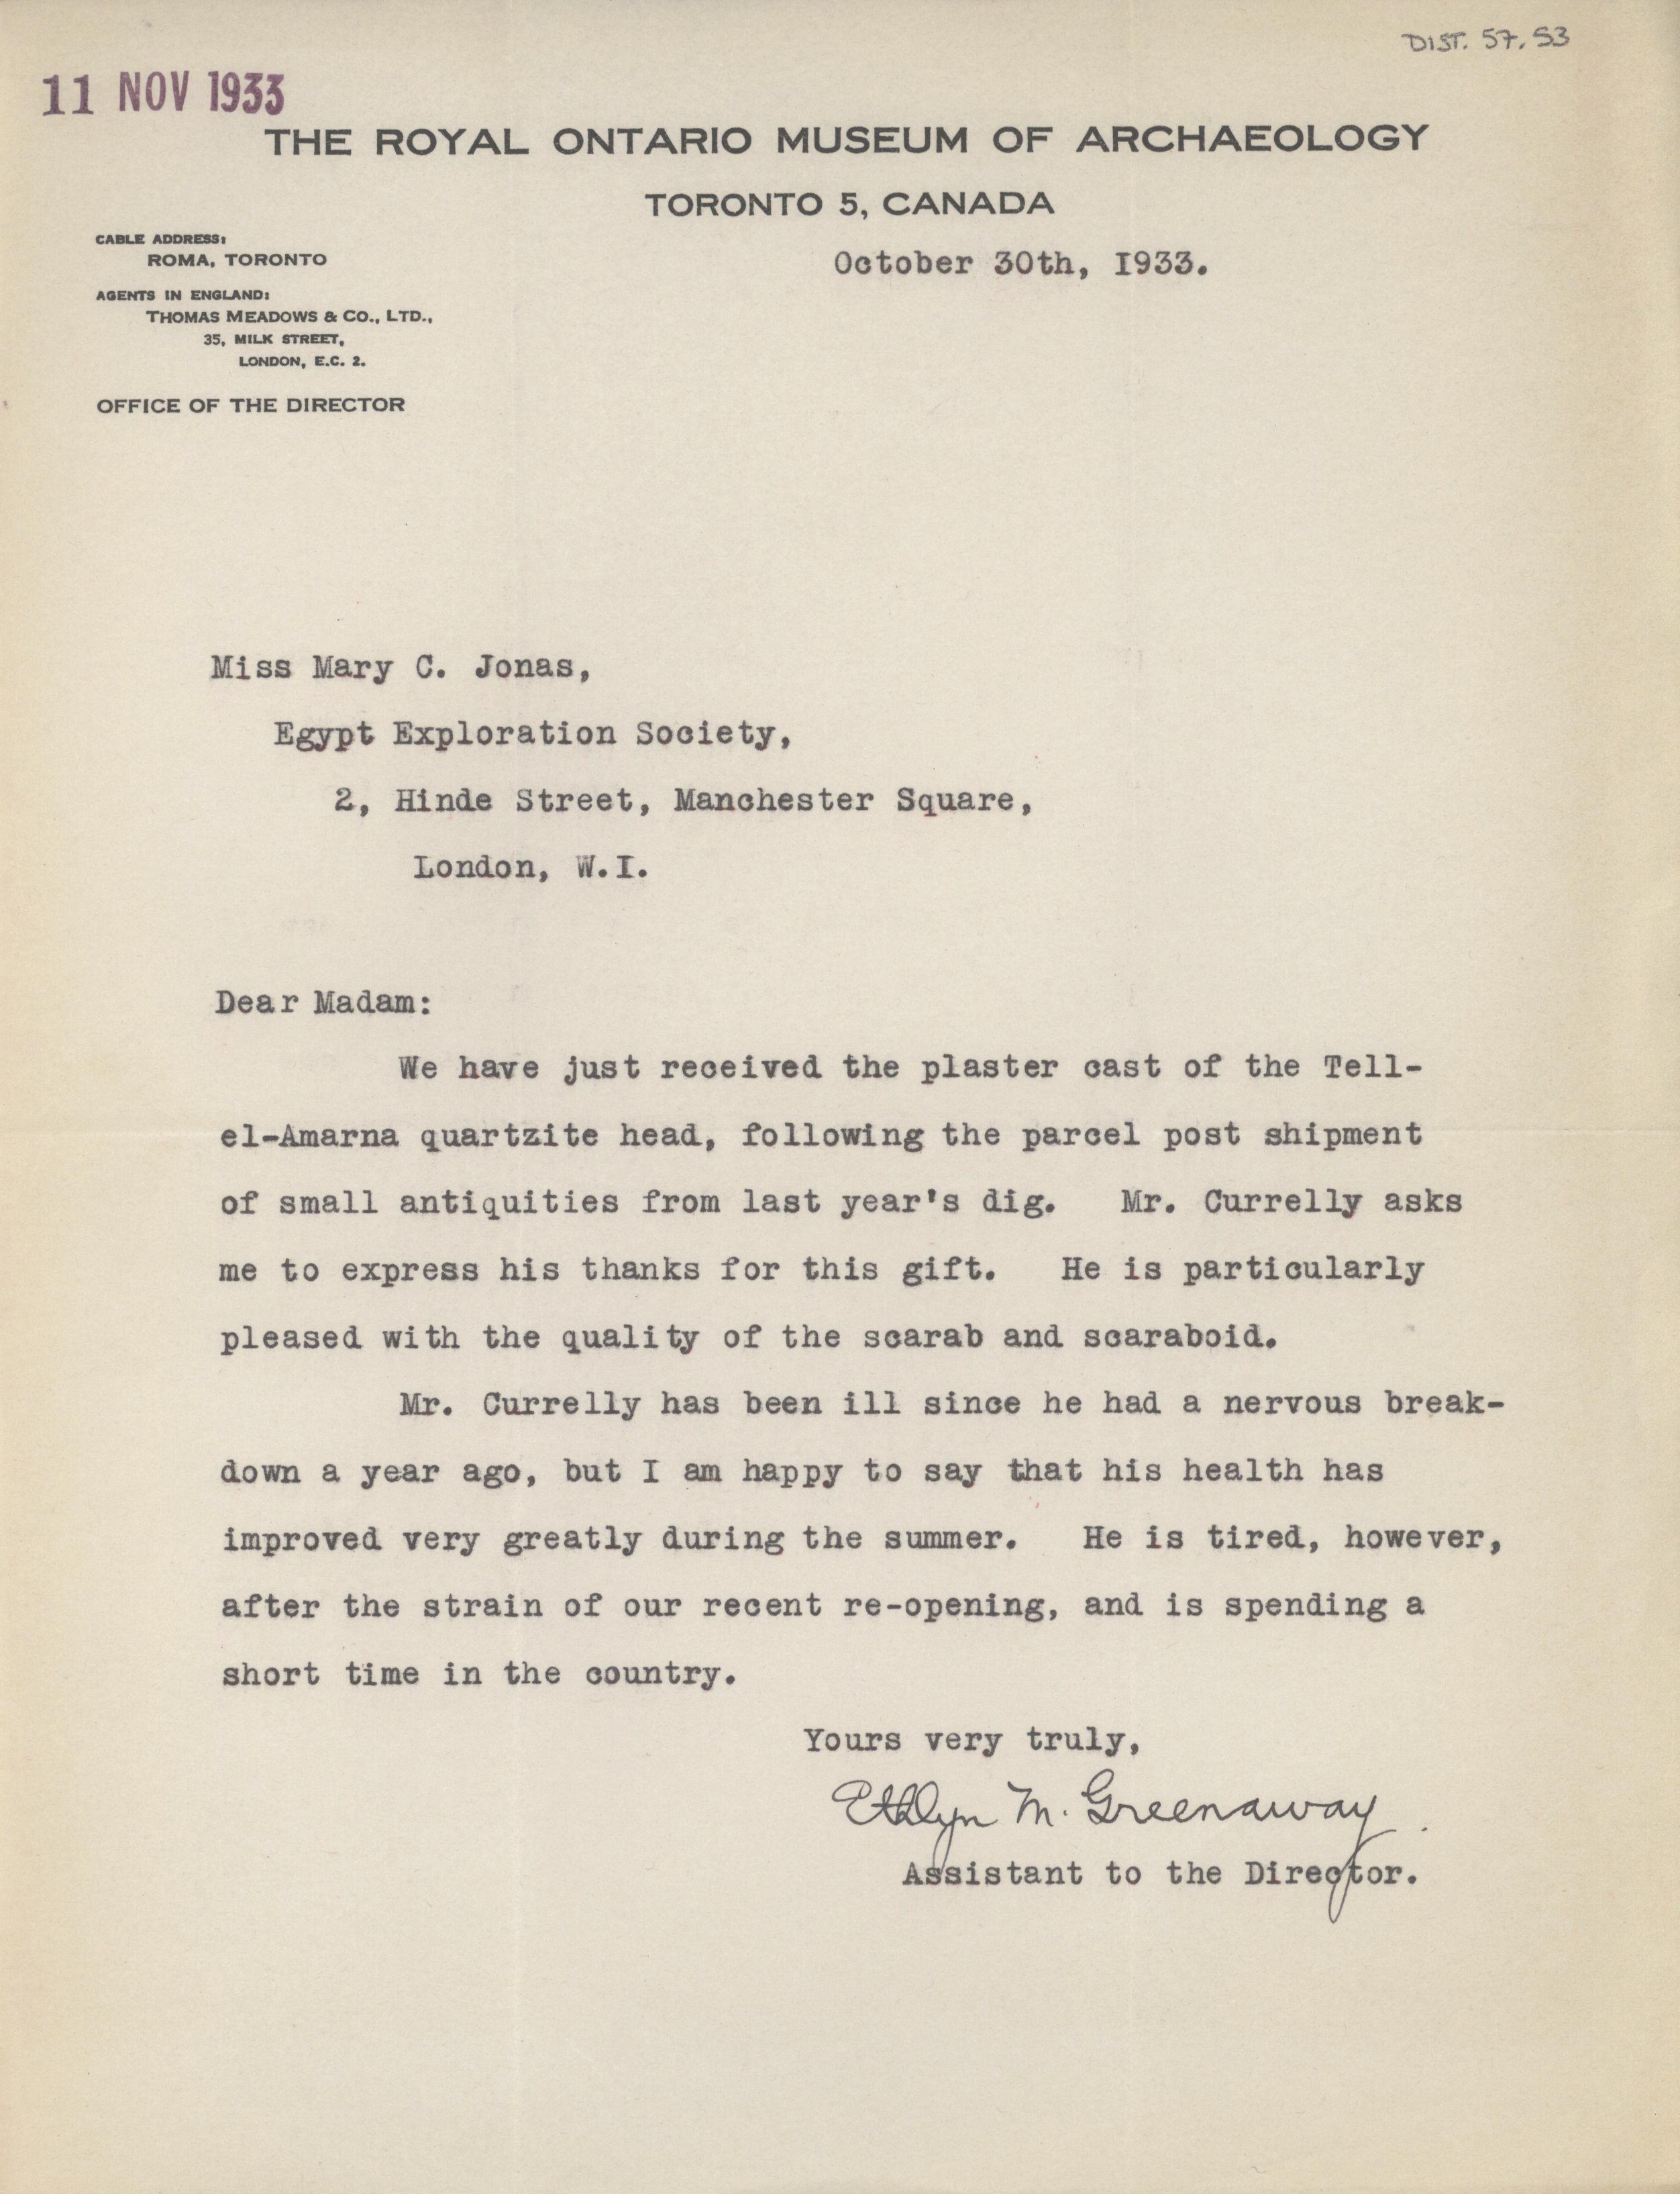 DIST. 57.53
11 NOV 1933
THE ROYAL ONTARIO MUSEUM OF ARCHAEOLOGY
TORONTO 5, CANADA
CABLE ADDRESS:
ROMA, TORONTO
October 30th, I933.
AGENTS IN ENGLAND:
THOMAS MEADOWS & CO., LTD.,
35, MILK STREET,
LONDON, E.C. 2.
OFFICE OF THE DIRECTOR
Miss Mary C. Jonas,
Egypt Exploration Society,
2, Hinde Street, Manchester Square,
London, W.I.
Dear Madam:
We have just received the plaster cast of the Tell-
el-Amarna quartzite head, following the parcel post shipment
of small antiquities from last year's dig. Mr. Currelly asks
me to express his thanks for this gift. He is particularly
pleased with the quality of the scarab and scaraboid.
Mr. Currelly has been ill since he had a nervous break-
down a year ago, but I am happy to say that his health has
improved very greatly during the summer. He is tired, however,
after the strain of our recent re-opening, and is spending a
short time in the country.
Yours very truly,
Ethlyn M. Greenaway.
Assistant to the Director.